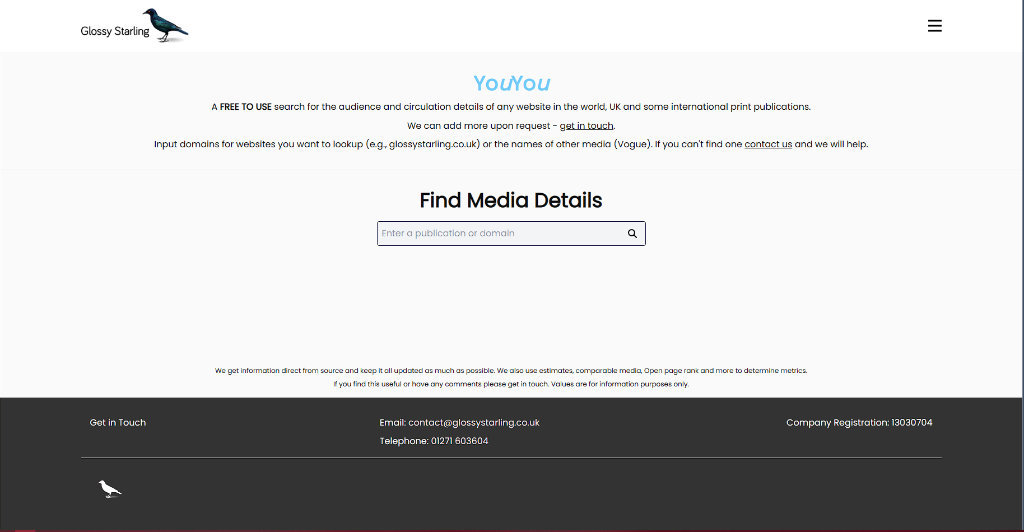 Glossy Starling
YouYou
A FREE TO USE search for the audience and circulation details of any website in the world, UK and some international print publications.
We can add more upon request - get in touch.
Input domains for websites you want to lookup (e.g., glossystarling.co.uk) or the names of other media (Vogue). If you can't find one contact us and we will help.
Find Media Details
Enter a publication or domain
We get information direct from source and keep it all updated as much as possible. We also use estimates, comparable media, Open page rank and more to determine metrics.
If you find this useful or have any comments please get in touch. Values are for information purposes only.
Get in Touch
Email: contact@glossystarling.co.uk
Telephone: 01271 603604
Company Registration: 13030704